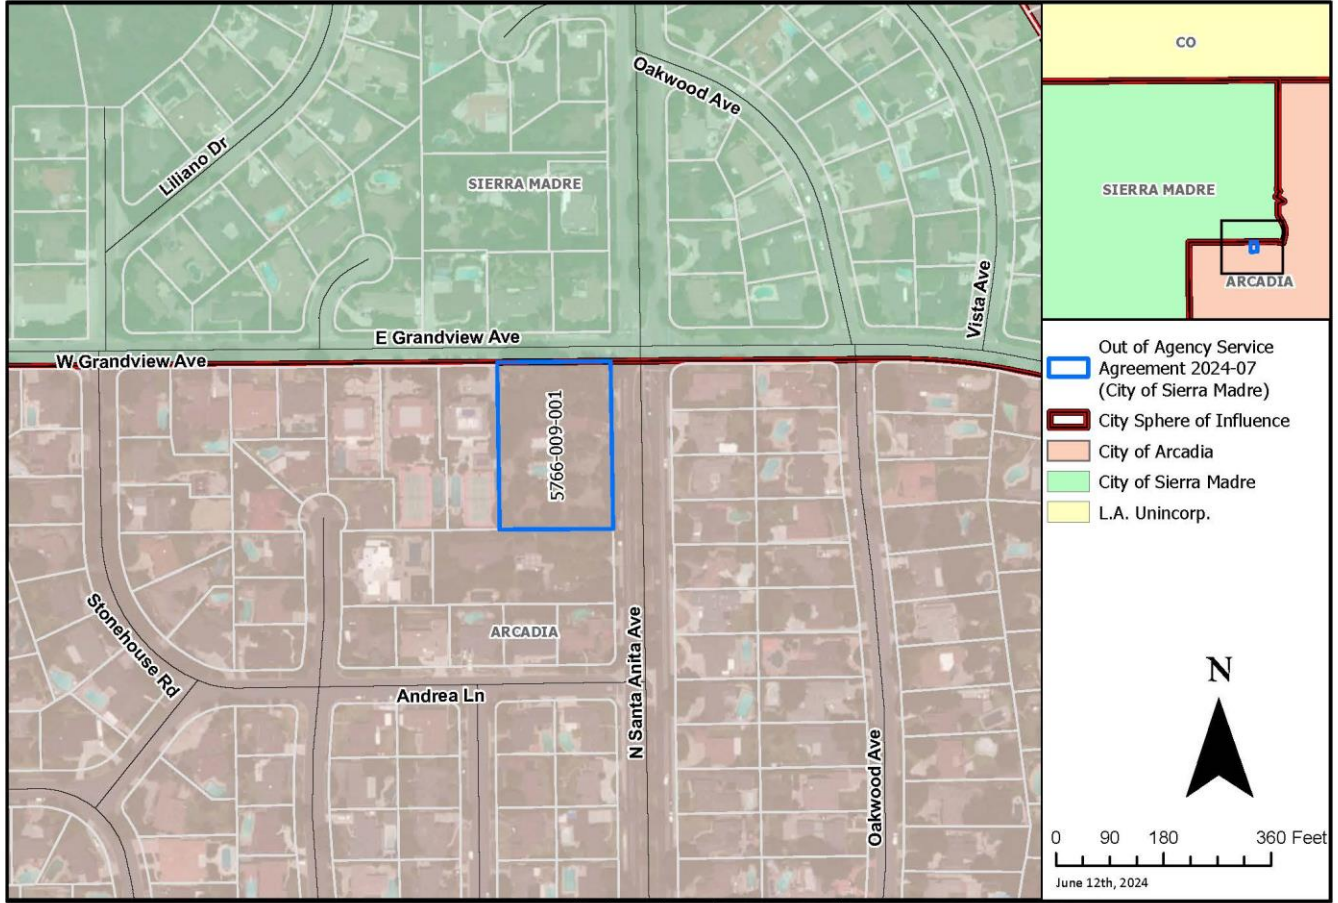 Oakwood Ave
Liliano Dr
SIERRA MADRE
Vista Ave
E Grandview Ave
W Grandview Ave
5766-009-001
Stonehouse Rd
ARCADIA
Andrea Ln
N Santa Anita Ave
Oakwood Ave
CO
SIERRA MADRE
ARCADIA
Out of Agency Service
Agreement 2024-07
(City of Sierra Madre)
City Sphere of Influence
City of Arcadia
City of Sierra Madre
L.A. Unincorp.
N
0 90 180 360 Feet
June 12th, 2024